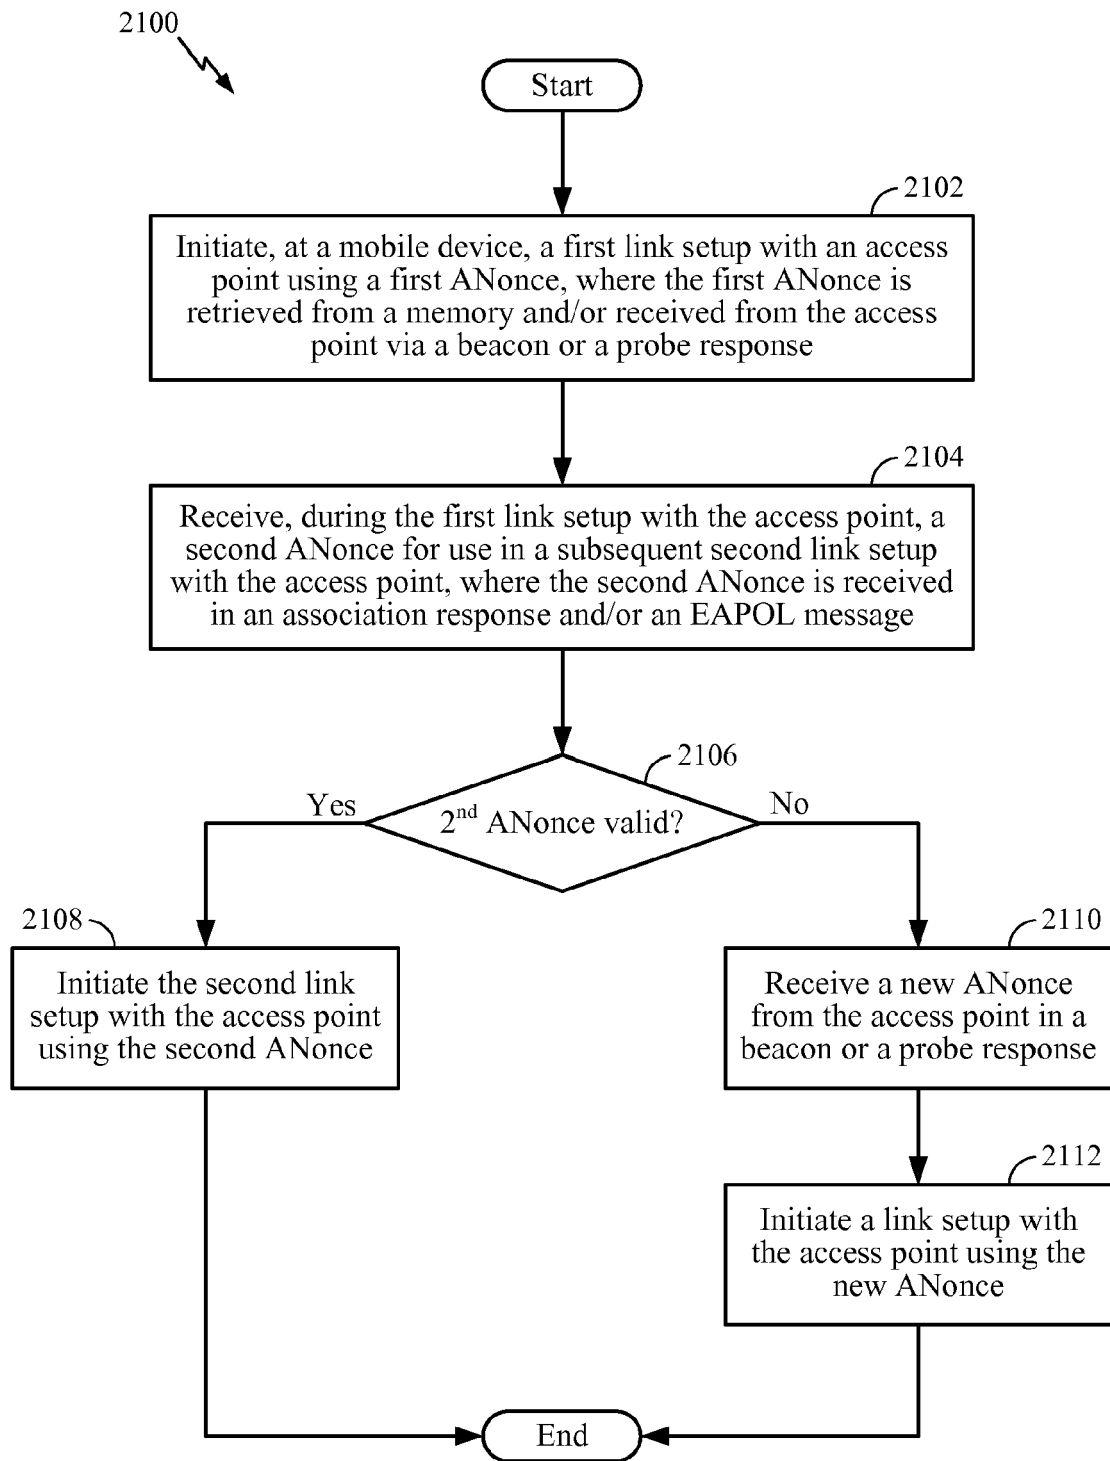 2100
Start
2102
Initiate, at a mobile device, a first link setup with an access
point using a first ANonce, where the first ANonce is
retrieved from a memory and/or received from the access
point via a beacon or a probe response
2104
Receive, during the first link setup with the access point, a
second ANonce for use in a subsequent second link setup
with the access point, where the second ANonce is received
in an association response and/or an EAPOL message
2106
Yes
2nd ANonce valid?
No
2108
Initiate the second link
setup with the access point
using the second ANonce
2110
Receive a new ANonce
from the access point in a
beacon or a probe response
2112
Initiate a link setup with
the access point using the
new ANonce
End